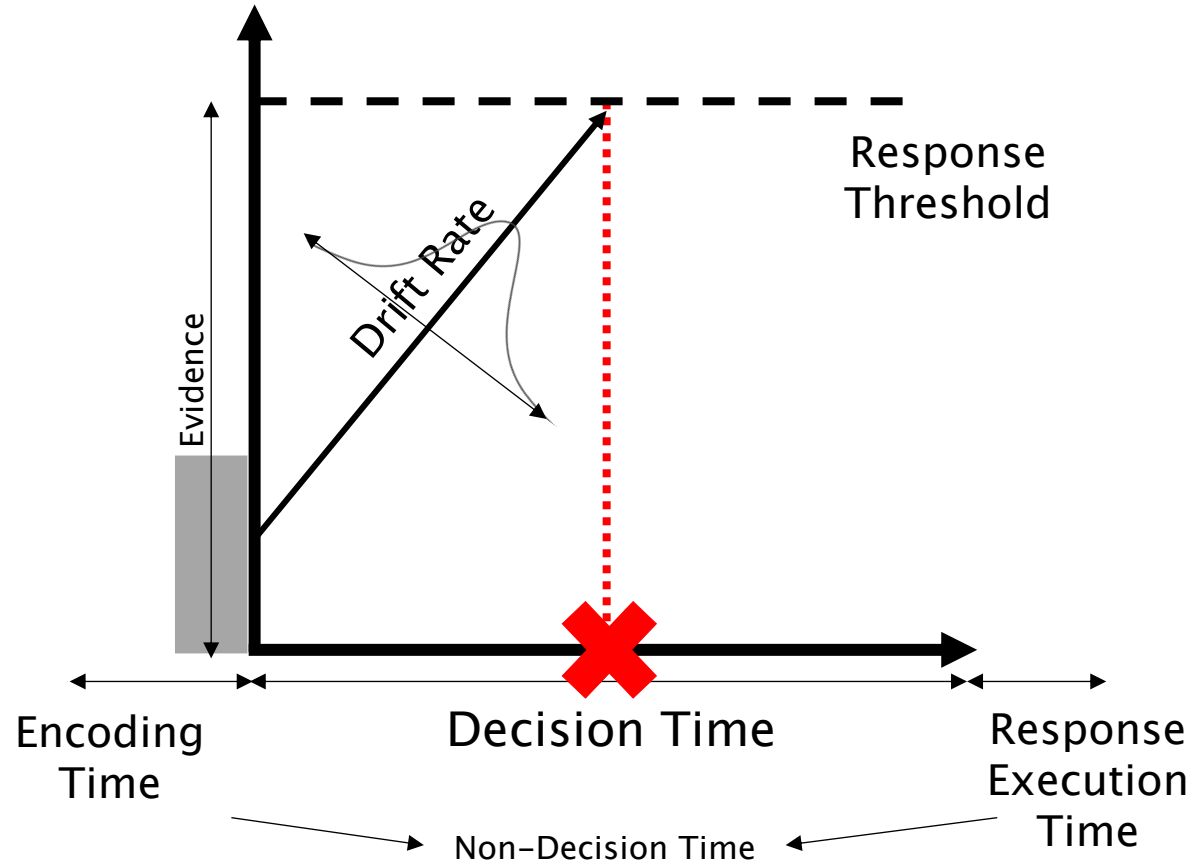 Response
Threshold
Drift Rate
Evidence
Encoding
Time
Decision Time
Response
Execution
Time
Non-Decision Time